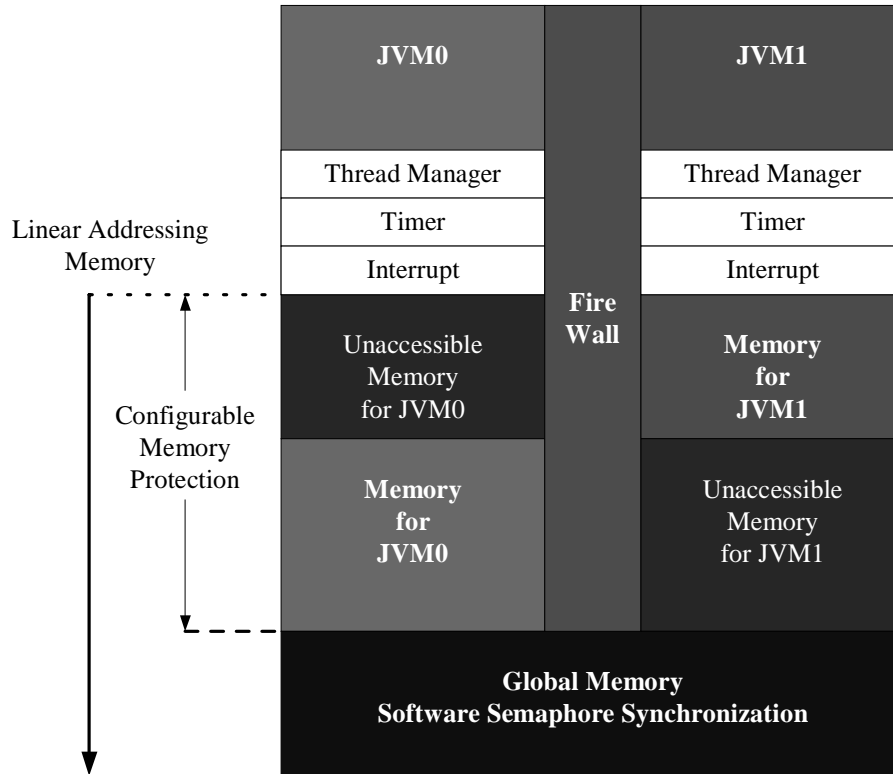 JVM0
JVM1
Thread Manager
Thread Manager
Timer
Timer
Interrupt
Interrupt
Linear Addressing
Memory
Fire
Wall
Unaccessible
Memory
for JVM0
Memory
for
JVM1
Configurable
Memory
Protection
Memory
for
JVM0
Unaccessible
Memory
for JVM1
Global Memory
Software Semaphore Synchronization